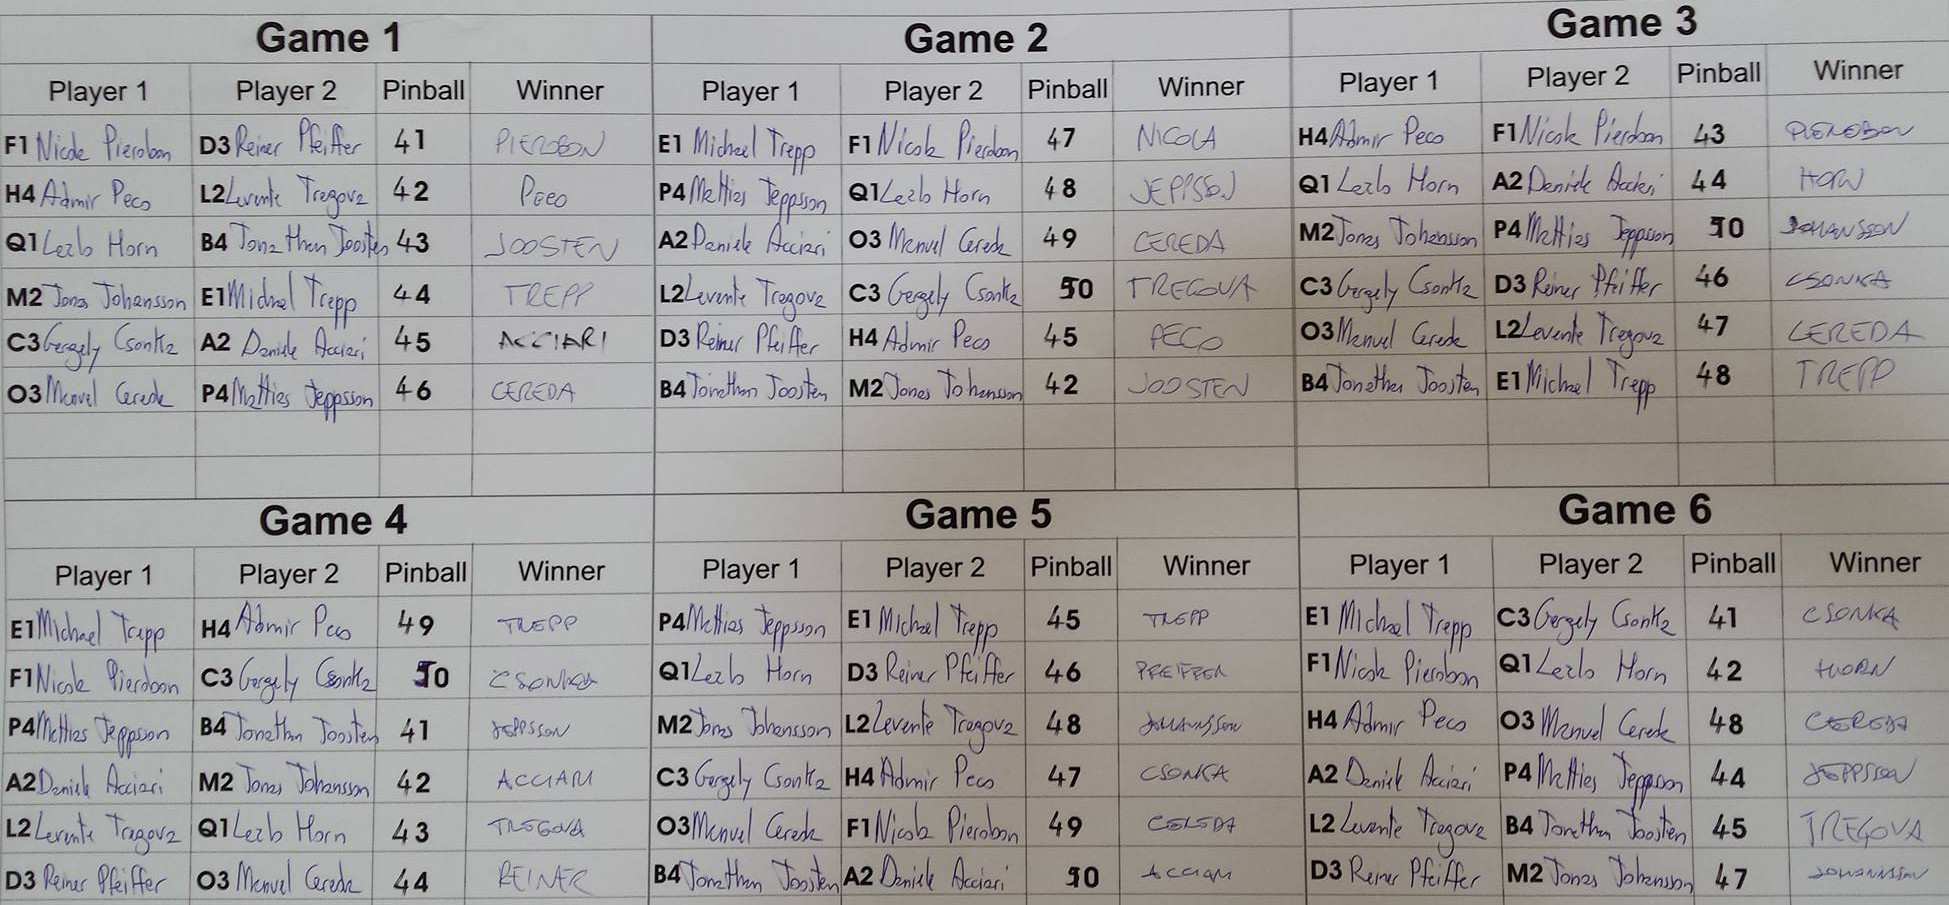 Game 1
Player 1 Player 2 Pinball Winner
F1 Nicola Pierobon D3 Reiner Pfeiffer 41 PIEROBON
H4 Admir Peco L2 Levente Tregova 42 PECO
Q1 Lezlo Horn B4 Jonathan Joosten 43 JOOSTEN
M2 Jonas Johansson E1 Michael Trepp 44 TREPP
C3 Gergely Csonka A2 Daniele Acciari 45 ACCIARI
O3 Manuel Cereda P4 Mattias Jeppsson 46 CEREDA
Game 2
Player 1 Player 2 Pinball Winner
E1 Michael Trepp F1 Nicola Pierobon 47 NICOLA
P4 Mattias Jeppsson Q1 Lezlo Horn 48 JEPPSSON
A2 Daniele Acciari O3 Manuel Cereda 49 CEREDA
L2 Levente Tregova C3 Gergely Csonka 50 TREGOVA
D3 Reiner Pfeiffer H4 Admir Peco 45 PECO
B4 Jonathan Joosten M2 Jonas Johansson 42 JOOSTEN
Game 3
Player 1 Player 2 Pinball Winner
H4 Admir Peco F1 Nicola Pierobon 43 PIEROBON
Q1 Lezlo Horn A2 Daniele Acciari 44 HORN
M2 Jonas Johansson P4 Mattias Jeppsson 50 JOHANSSON
C3 Gergely Csonka D3 Reiner Pfeiffer 46 CSONKA
O3 Manuel Cereda L2 Levente Tregova 47 CEREDA
B4 Jonathan Joosten E1 Michael Trepp 48 TREPP
Game 4
Player 1 Player 2 Pinball Winner
E1 Michael Trepp H4 Admir Peco 49 TREPP
F1 Nicola Pierobon C3 Gergely Csonka 50 CSONKA
P4 Mattias Jeppsson B4 Jonathan Joosten 41 JEPPSSON
A2 Daniele Acciari M2 Jonas Johansson 42 ACCIARI
L2 Levente Tregova Q1 Lezlo Horn 43 TREGOVA
D3 Reiner Pfeiffer O3 Manuel Cereda 44 REINER
Game 5
Player 1 Player 2 Pinball Winner
P4 Mattias Jeppsson E1 Michael Trepp 45 TREPP
Q1 Lezlo Horn D3 Reiner Pfeiffer 46 PFEIFFER
M2 Jonas Johansson L2 Levente Tregova 48 JOHANSSON
C3 Gergely Csonka H4 Admir Peco 47 CSONKA
O3 Manuel Cereda F1 Nicola Pierobon 49 CEREDA
B4 Jonathan Joosten A2 Daniele Acciari 50 ACCIARI
Game 6
Player 1 Player 2 Pinball Winner
E1 Michael Trepp C3 Gergely Csonka 41 CSONKA
F1 Nicola Pierobon Q1 Lezlo Horn 42 HORN
H4 Admir Peco O3 Manuel Cereda 48 CEREDA
A2 Daniele Acciari P4 Mattias Jeppsson 44 JEPPSSON
L2 Levente Tregova B4 Jonathan Joosten 45 TREGOVA
D3 Reiner Pfeiffer M2 Jonas Johansson 47 JOHANSSON